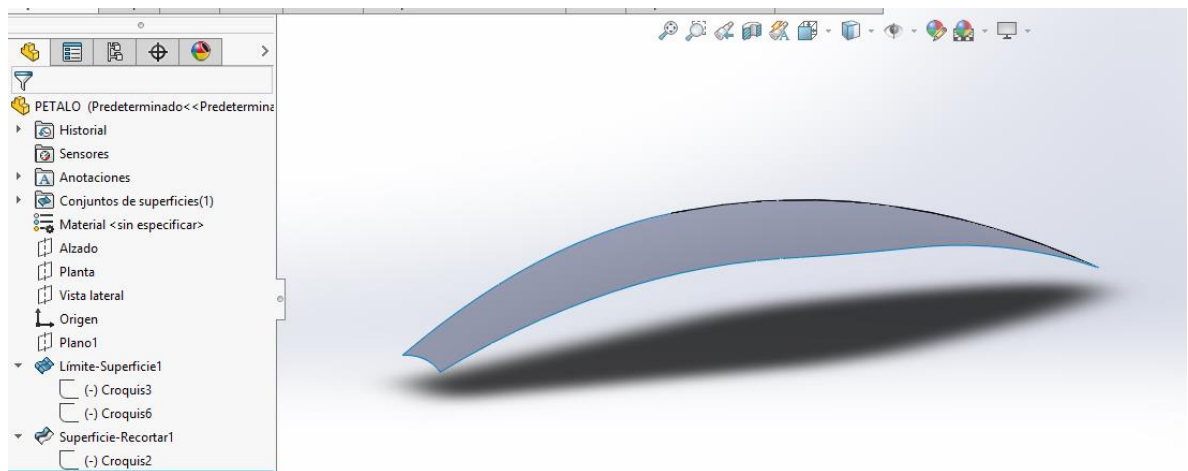 PETALO (Predeterminado<<Predetermina
Historial
Sensores
Anotaciones
Conjuntos de superficies(1)
Material <sin especificar>
Alzado
Planta
Vista lateral
Origen
Plano1
Límite-Superficie1
(-) Croquis3
(-) Croquis6
Superficie-Recortar1
(-) Croquis2